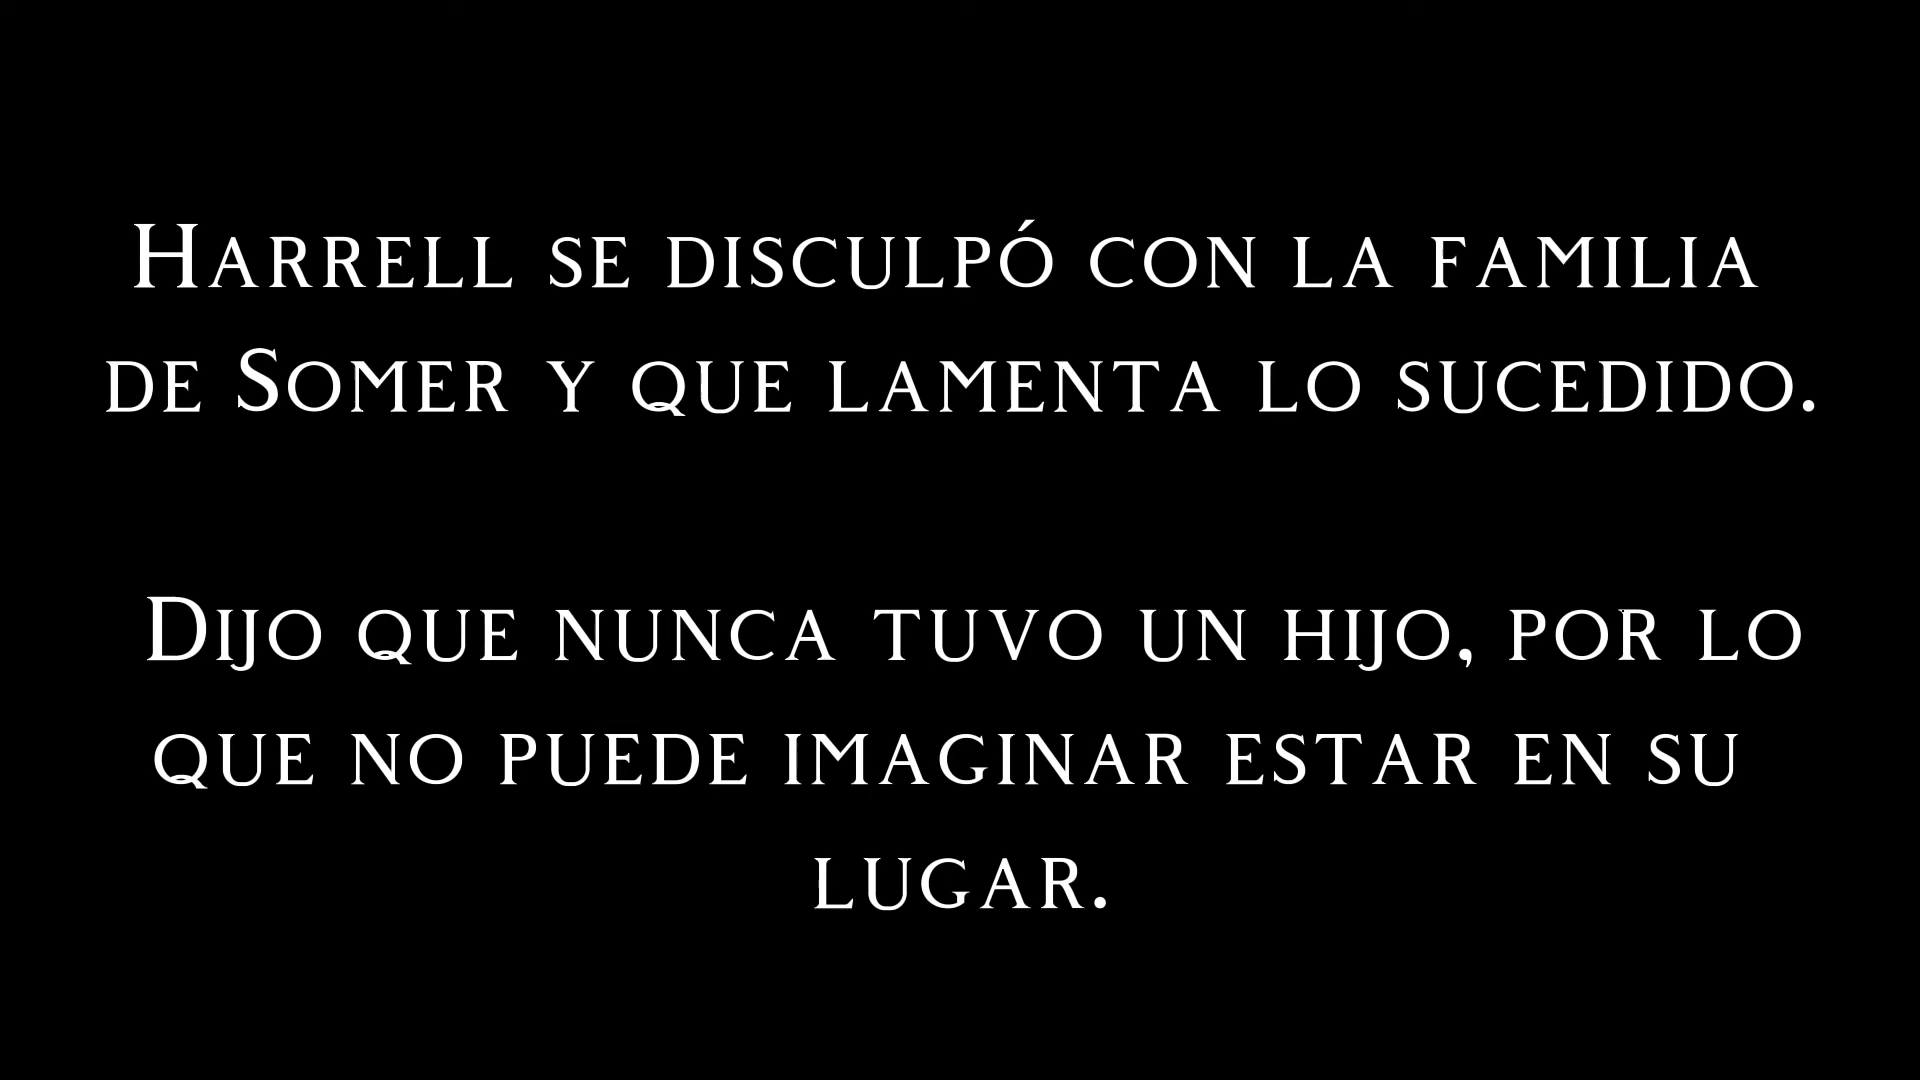 Harrell se disculpó con la familia
de Somer y que lamenta lo sucedido.
Dijo que nunca tuvo un hijo, por lo
que no puede imaginar estar en su
lugar.